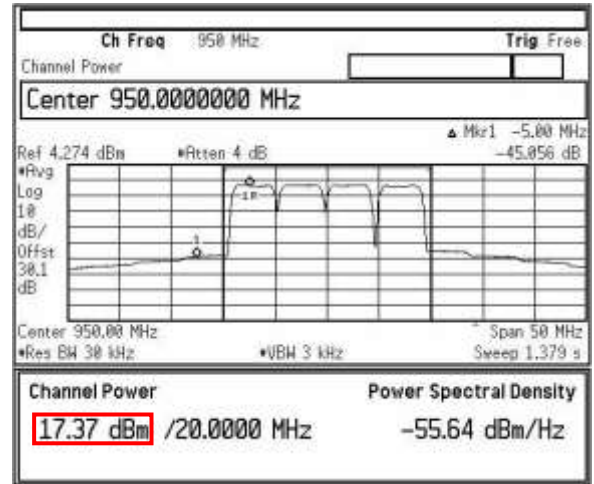 Ch Freq 950 MHz Trig Free
Channel Power
Center 950.0000000 MHz
▵ Mkr1 -5.00 MHz
Ref 4.274 dBm *Atten 4 dB -45.056 dB
*Avg
Log
10
dB/
Offst
30.1
dB
1R
1
Center 950.00 MHz Span 50 MHz
*Res BW 30 kHz *VBW 3 kHz Sweep 1.379 s
Channel Power Power Spectral Density
17.37 dBm /20.0000 MHz -55.64 dBm/Hz